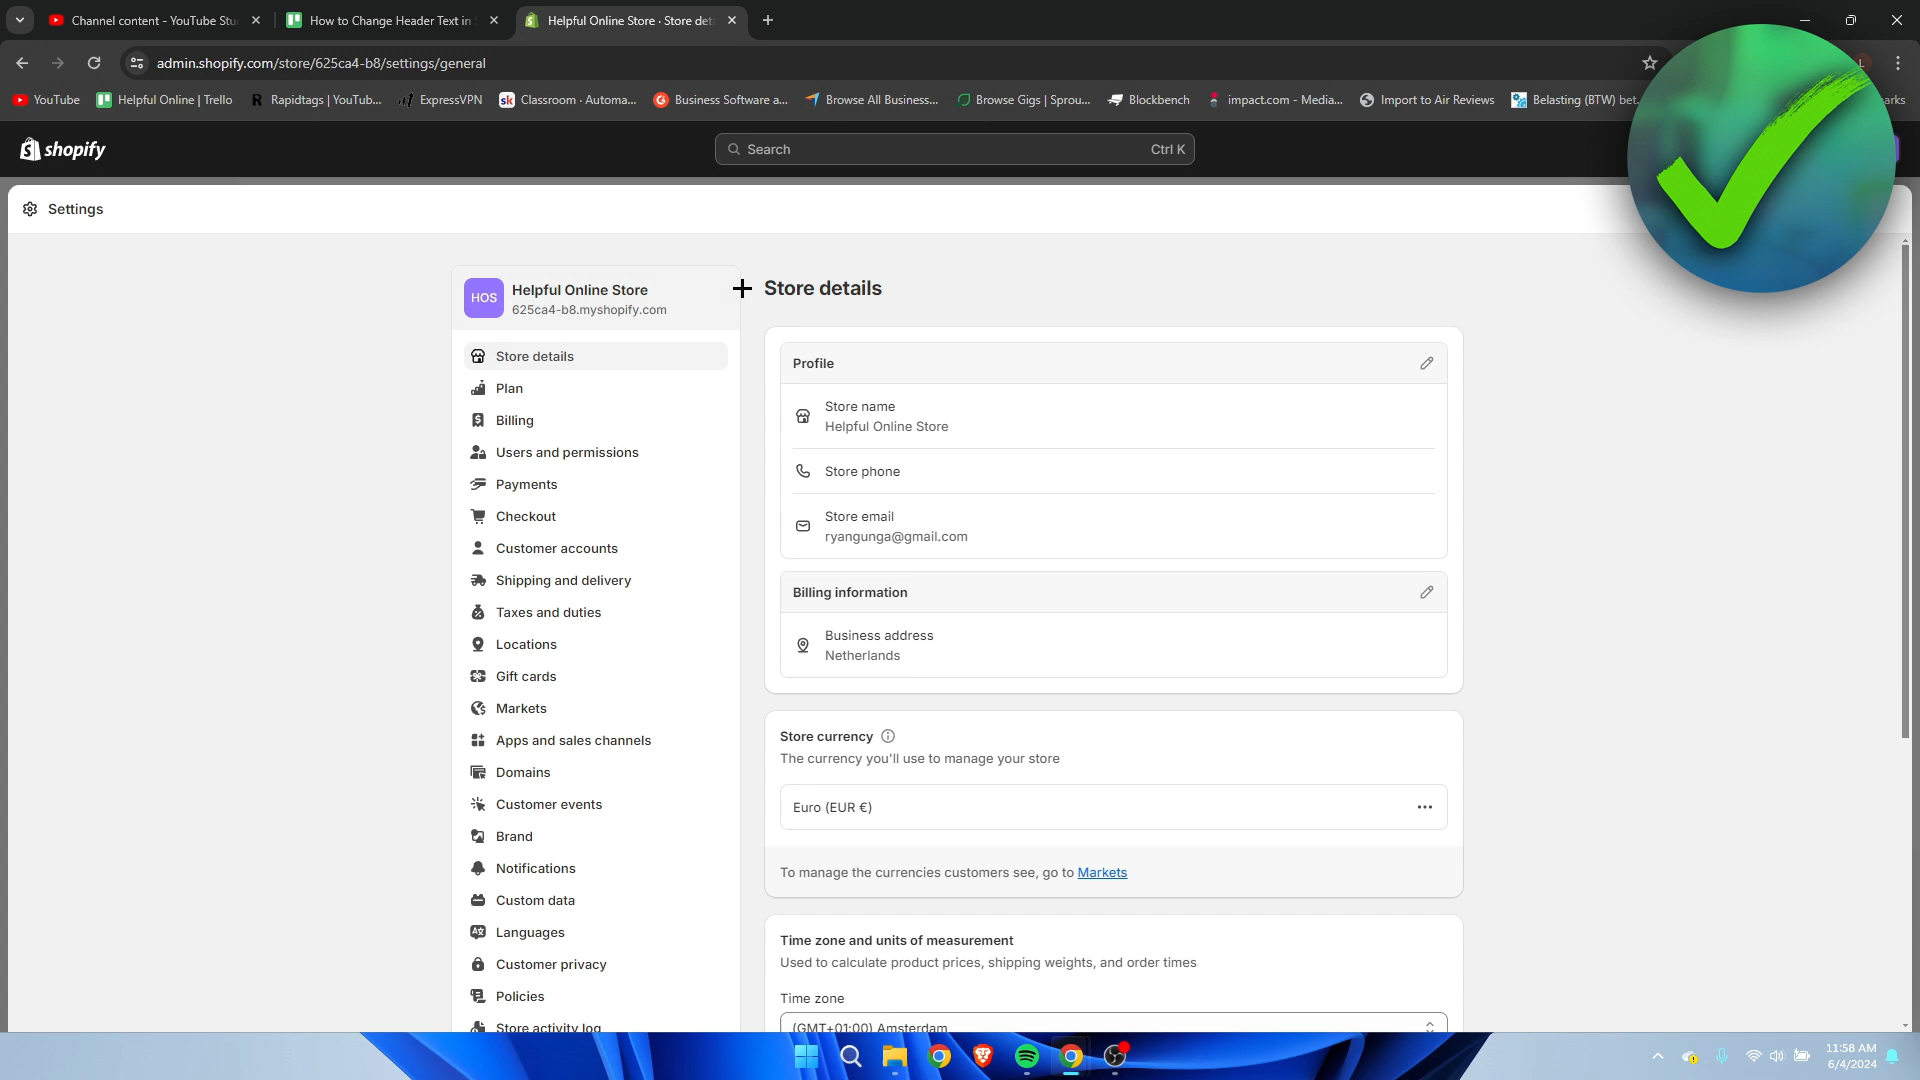 Channel content - YouTube Stu
How to Change Header Text in
Helpful Online Store · Store det
admin.shopify.com/store/625ca4-b8/settings/general
YouTube
Helpful Online | Trello
Rapidtags | YouTub...
ExpressVPN
Classroom - Automa...
Business Software a...
Browse All Business...
Browse Gigs | Sprou...
Blockbench
impact.com - Media...
Import to Air Reviews
Belasting (BTW) bet...
arks
shopify
Search
Ctrl K
Settings
HOS
Helpful Online Store
625ca4-b8.myshopify.com
Store details
Plan
Billing
Users and permissions
Payments
Checkout
Customer accounts
Shipping and delivery
Taxes and duties
Locations
Gift cards
Markets
Apps and sales channels
Domains
Customer events
Brand
Notifications
Custom data
Languages
Customer privacy
Policies
Store activity log
Store details
Profile
Store name
Helpful Online Store
Store phone
Store email
ryangunga@gmail.com
Billing information
Business address
Netherlands
Store currency
The currency you'll use to manage your store
Euro (EUR €)
To manage the currencies customers see, go to Markets
Time zone and units of measurement
Used to calculate product prices, shipping weights, and order times
Time zone
(GMT+01:00) Amsterdam
11:58 AM
6/4/2024